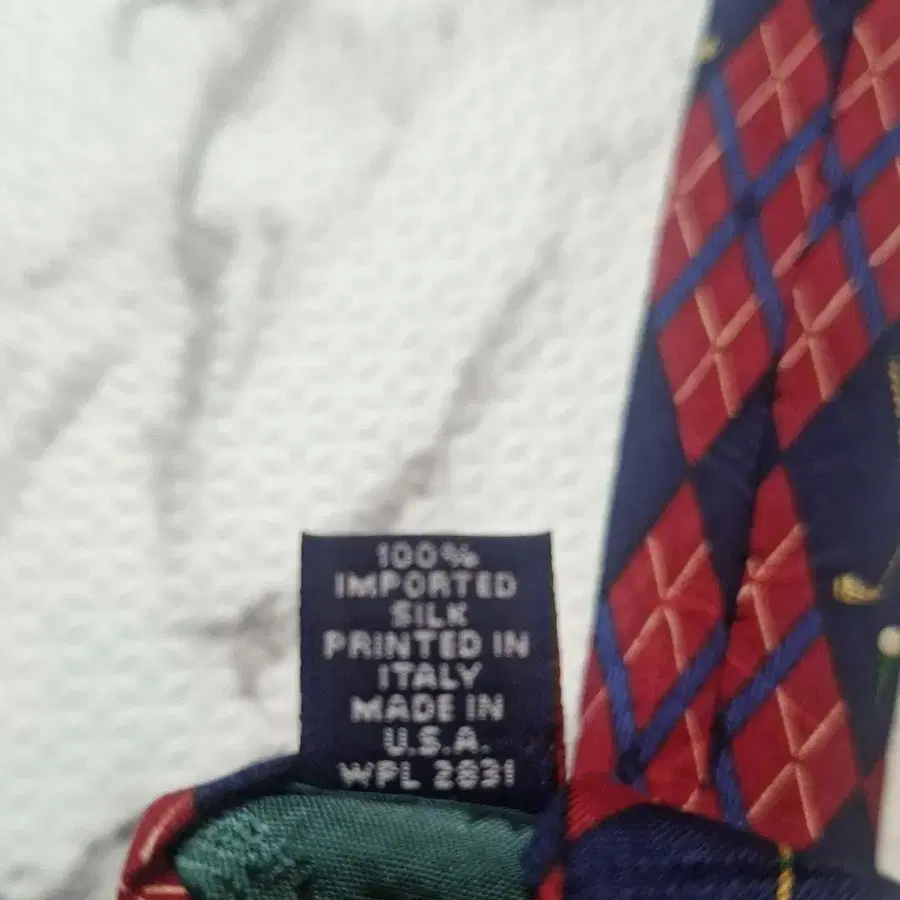 100%
IMPORTED
SILK
PRINTED IN
ITALY
MADE IN
U.S.A.
WPL 2831